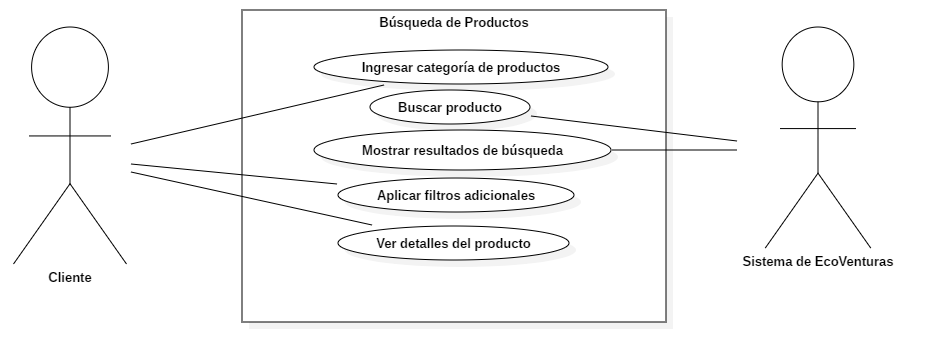 Búsqueda de Productos
Ingresar categoría de productos
Buscar producto
Mostrar resultados de búsqueda
Aplicar filtros adicionales
Ver detalles del producto
Cliente
Sistema de EcoVenturas